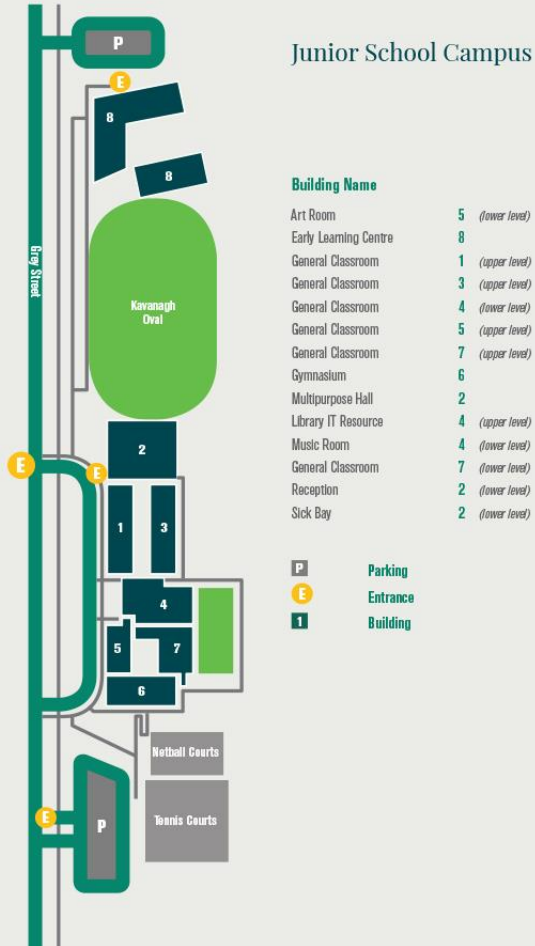 Junior School Campus
P
E
8
8
Grey Street
Kavanagh
Oval
2
E
E
1
3
4
5
7
6
Netball Courts
Tennis Courts
E
P
Building Name
Art Room 5 (lower level)
Early Learning Centre 8
General Classroom 1 (upper level)
General Classroom 3 (upper level)
General Classroom 4 (lower level)
General Classroom 5 (upper level)
General Classroom 7 (upper level)
Gymnasium 6
Multipurpose Hall 2
Library IT Resource 4 (upper level)
Music Room 4 (lower level)
General Classroom 7 (lower level)
Reception 2 (lower level)
Sick Bay 2 (lower level)
P Parking
E Entrance
1 Building